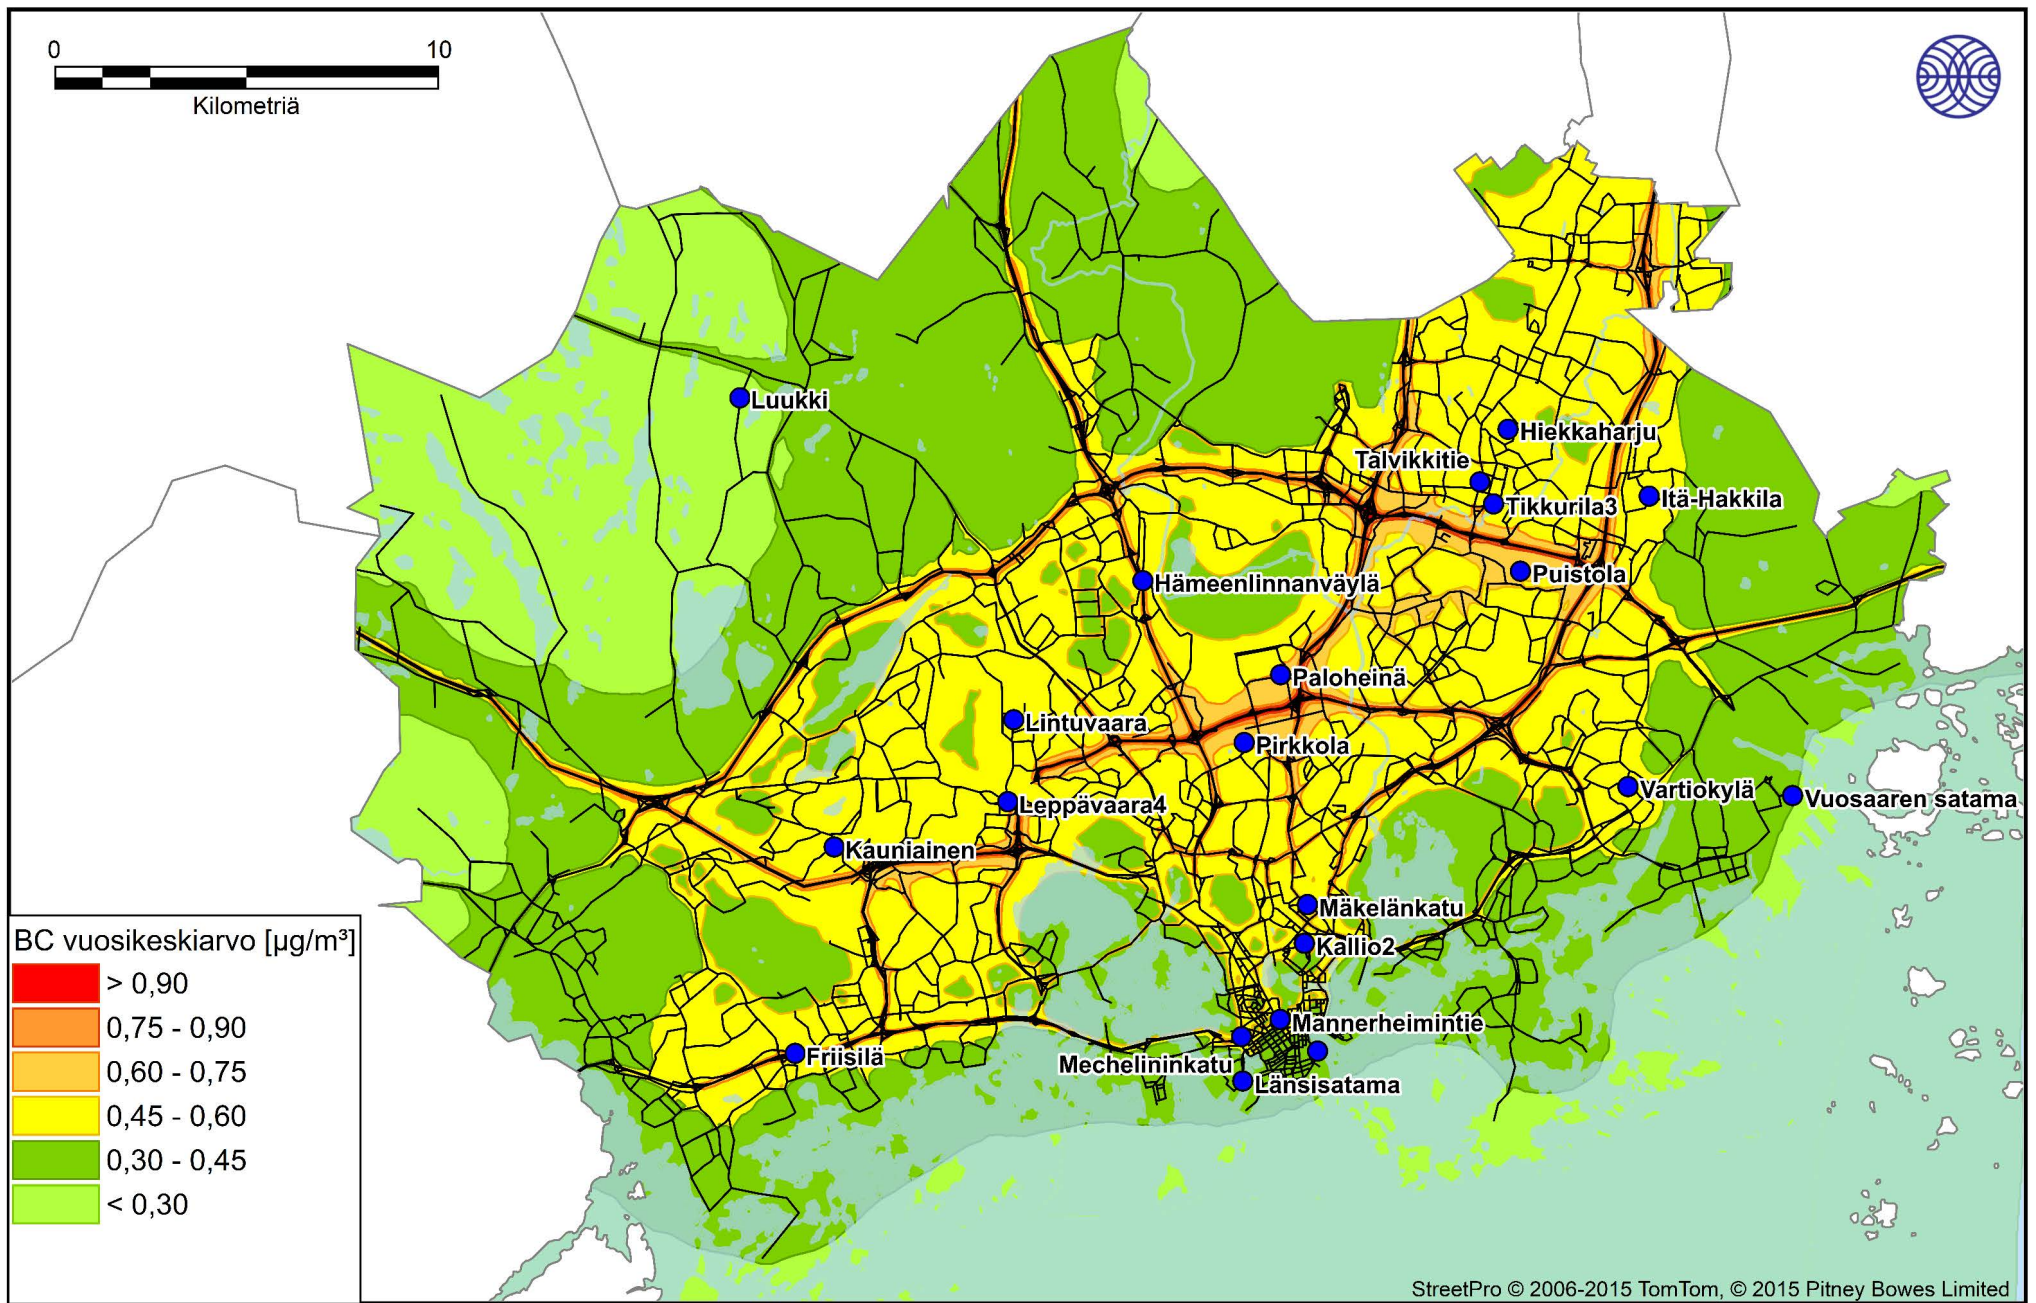 0 10
Kilometriä
Luukki
Hiekkaharju
Talvikkitie
Itä-Hakkila
Tikkurila3
Puistola
Hämeenlinnanväylä
Paloheinä
Lintuvaara
Pirkkola
Vartiokylä
Vuosaaren satama
Leppävaara4
Kauniainen
Mäkelänkatu
Kallio2
Mannerheimintie
Friisilä
Mechelininkatu
Länsisatama
BC vuosikeskiarvo [µg/m³]
> 0,90
0,75 - 0,90
0,60 - 0,75
0,45 - 0,60
0,30 - 0,45
< 0,30
StreetPro © 2006-2015 TomTom, © 2015 Pitney Bowes Limited